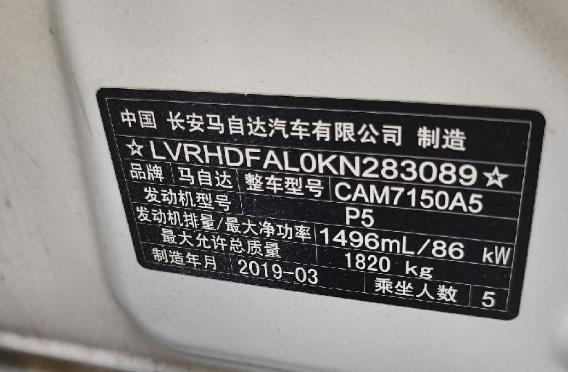 中国 长安马自达汽车有限公司 制造
☆LVRHDFAL0KN283089☆
品牌 马自达 整车型号 CAM7150A5
发动机型号 P5
发动机排量/最大净功率 1496mL/86 kW
最大允许总质量 1820 kg
制造年月 2019-03 乘坐人数 5